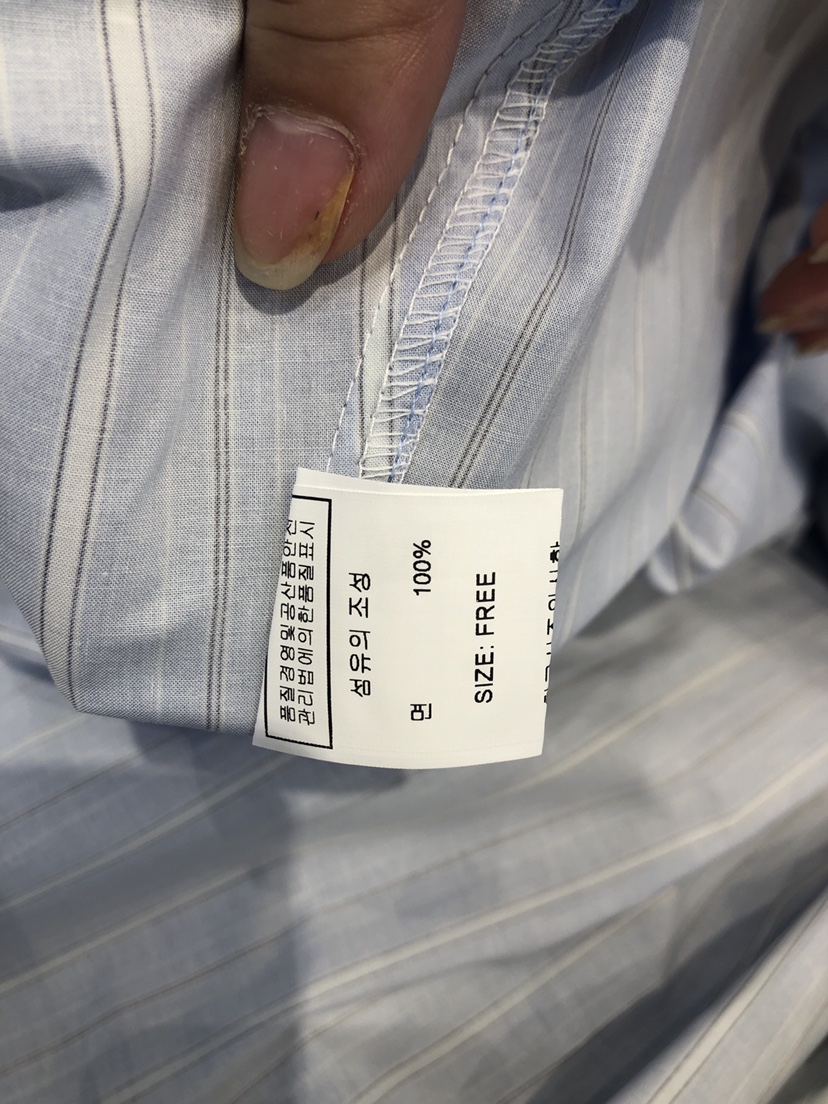 품질경영및공산품안전
관리법에의한품질표시
섬유의 조성
면 100%
SIZE: FREE